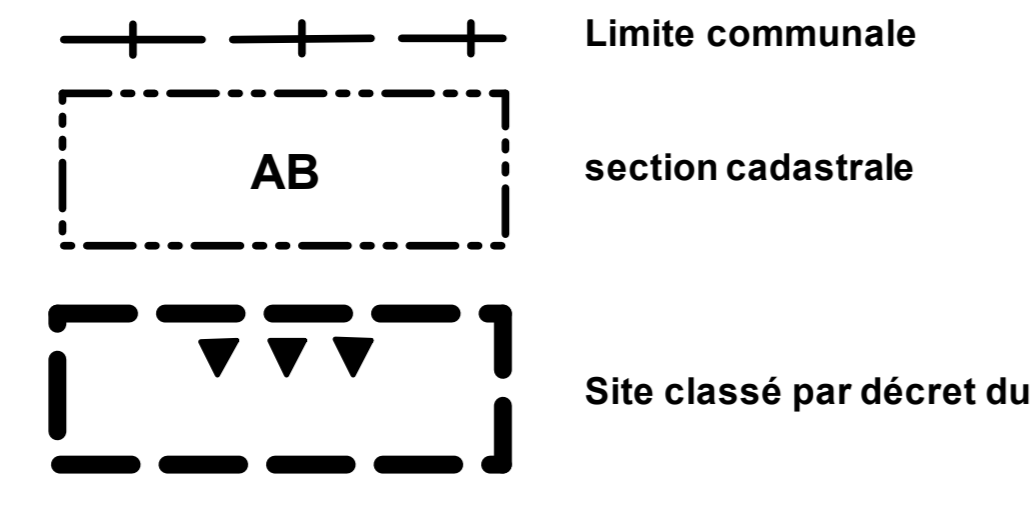 Limite communale
AB
section cadastrale
Site classé par décret du